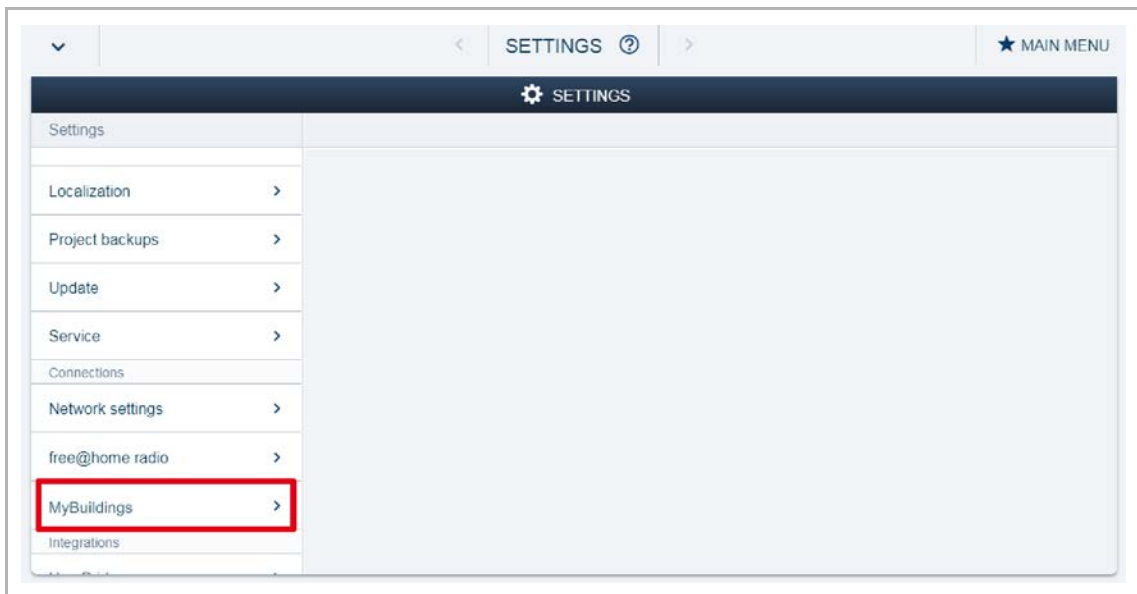 SETTINGS
MAIN MENU
SETTINGS
Settings
Localization
Project backups
Update
Service
Connections
Network settings
free@home radio
MyBuildings
Integrations